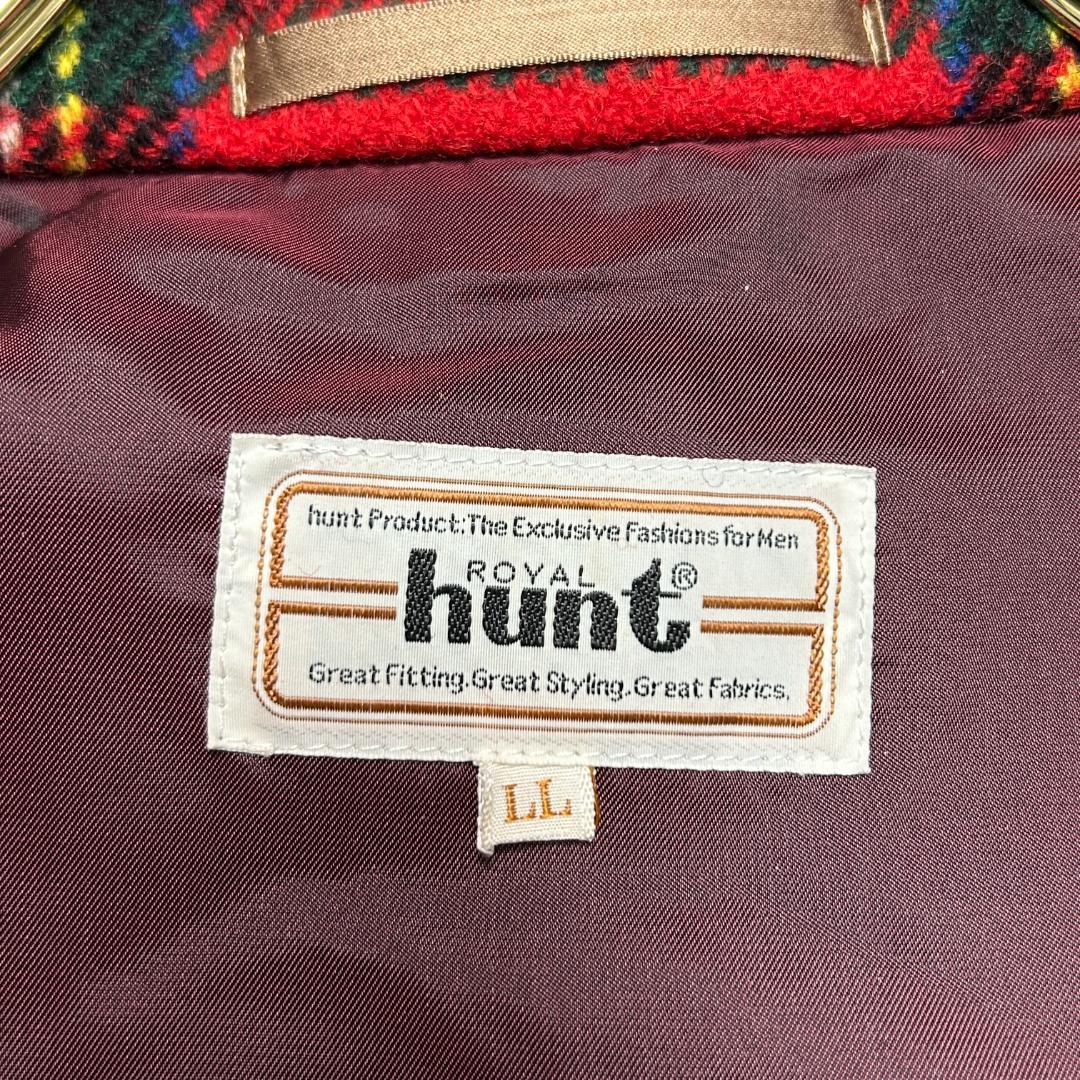 hunt Product:The Exclusive Fashions for Men
ROYAL
hunt®
Great Fitting.Great Styling.Great Fabrics.
LL